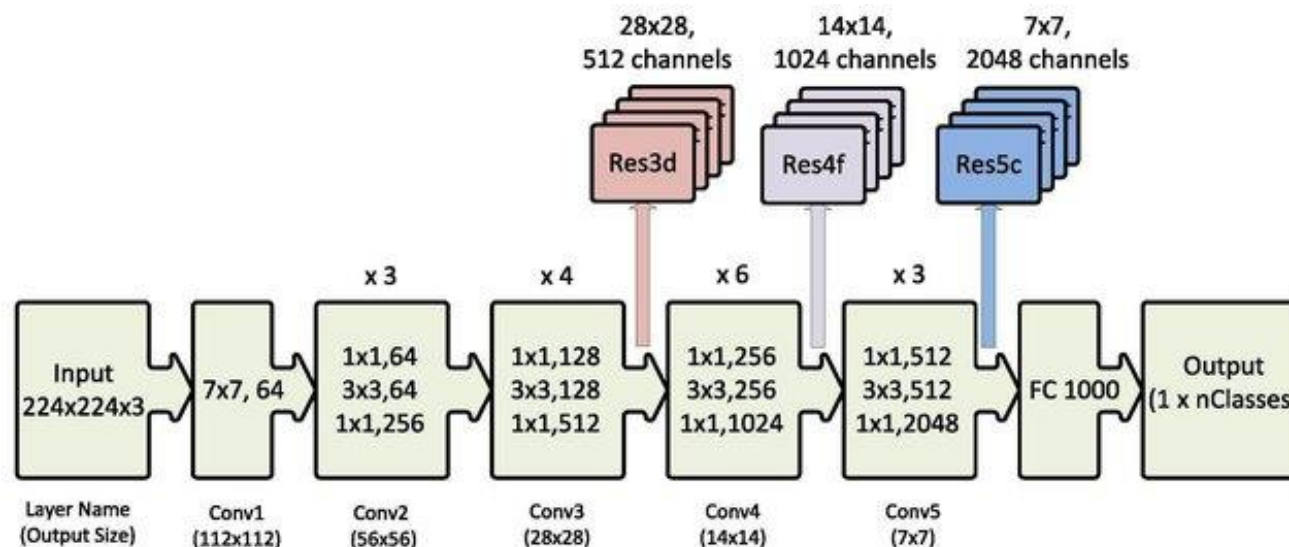 28x28,
512 channels
14x14,
1024 channels
7x7,
2048 channels
Res3d
Res4f
Res5c
x 3
x 4
x 6
x 3
Input
224x224x3
7x7, 64
1x1,64
3x3,64
1x1,256
1x1,128
3x3,128
1x1,512
1x1,256
3x3,256
1x1,1024
1x1,512
3x3,512
1x1,2048
FC 1000
Output
(1 x nClasses
Layer Name
(Output Size)
Conv1
(112x112)
Conv2
(56x56)
Conv3
(28x28)
Conv4
(14x14)
Conv5
(7x7)